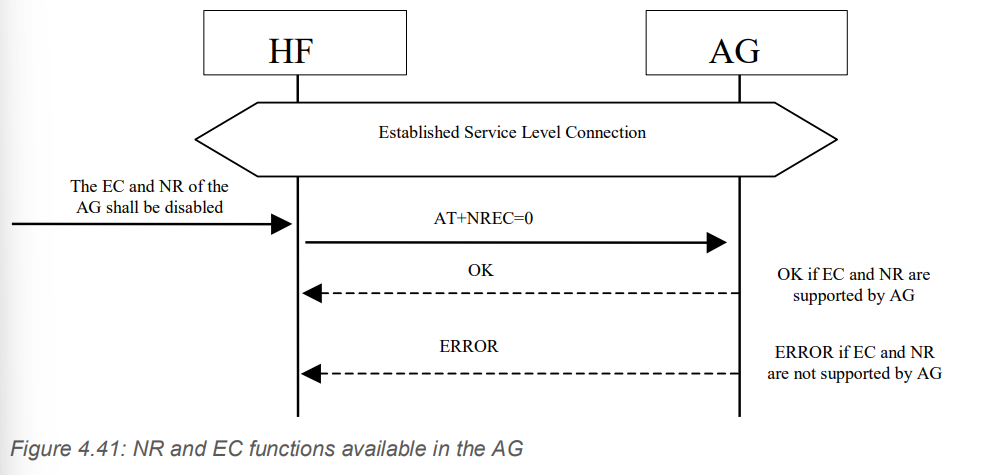 HF
AG
Established Service Level Connection
The EC and NR of the
AG shall be disabled
AT+NREC=0
OK
OK if EC and NR are
supported by AG
ERROR
ERROR if EC and NR
are not supported by AG
Figure 4.41: NR and EC functions available in the AG